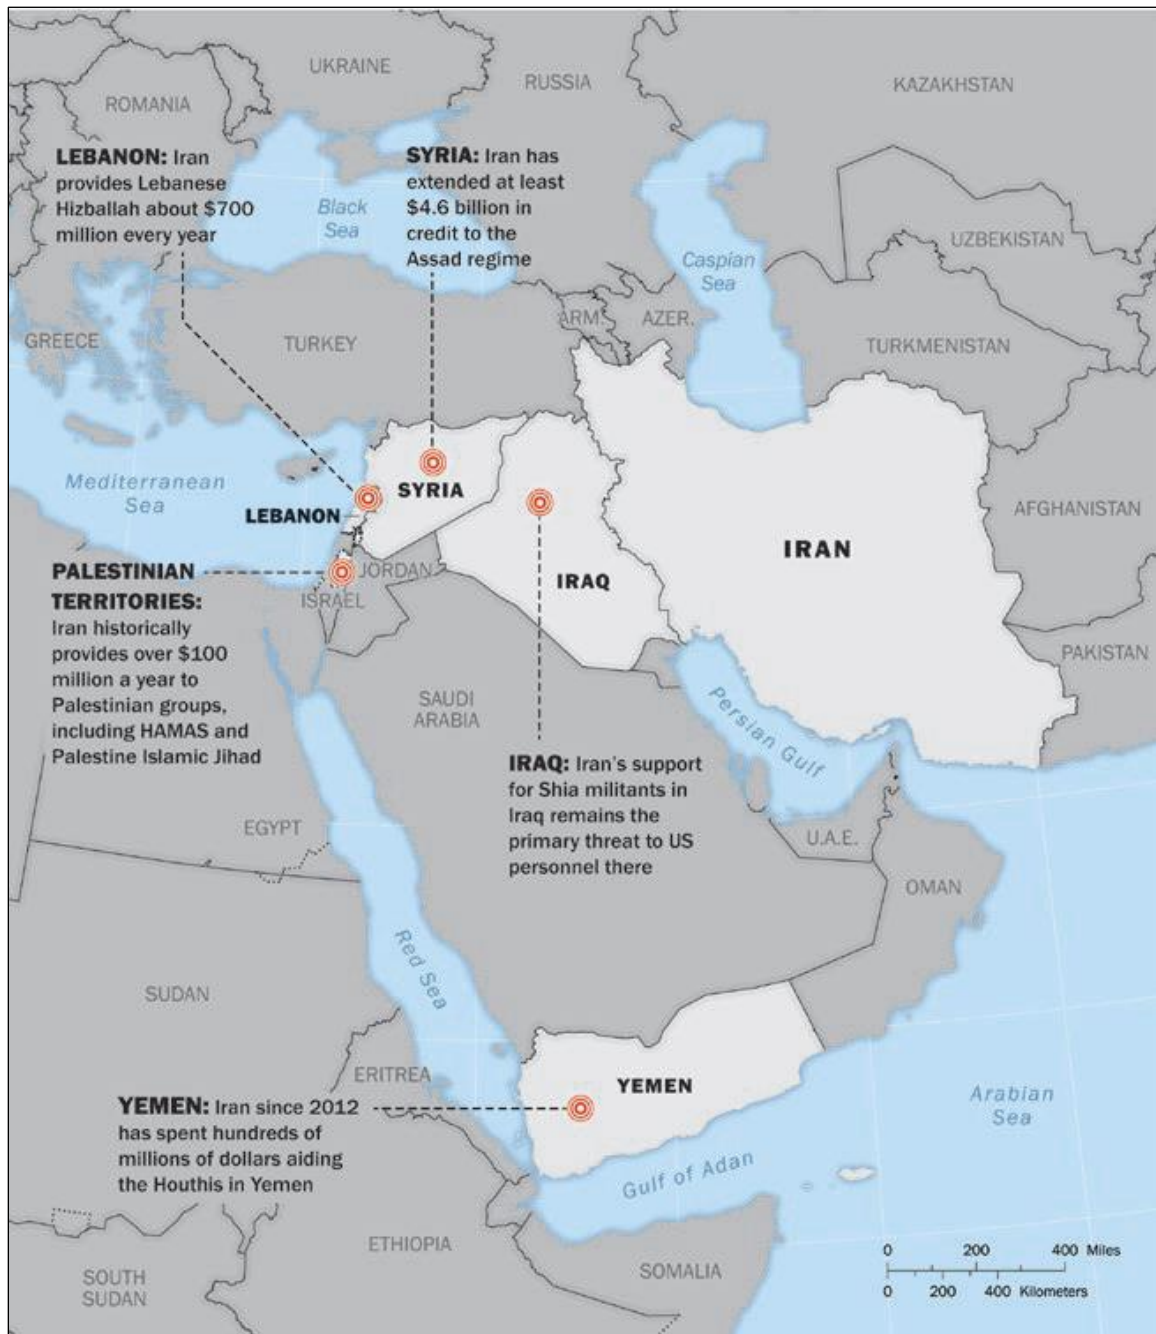 UKRAINE
RUSSIA
KAZAKHSTAN
ROMANIA
LEBANON: Iran
provides Lebanese
Hizballah about $700
million every year
SYRIA: Iran has
extended at least
$4.6 billion in
credit to the
Assad regime
Black
Sea
Caspian
Sea
UZBEKISTAN
GREECE
TURKEY
ARM.
AZER.
TURKMENISTAN
Mediterranean
Sea
SYRIA
LEBANON
IRAN
AFGHANISTAN
PALESTINIAN
TERRITORIES:
Iran historically
provides over $100
million a year to
Palestinian groups,
including HAMAS and
Palestine Islamic Jihad
JORDAN
ISRAEL
IRAQ
PAKISTAN
SAUDI
ARABIA
Persian Gulf
IRAQ: Iran's support
for Shia militants in
Iraq remains the
primary threat to US
personnel there
EGYPT
U.A.E.
OMAN
Red Sea
SUDAN
ERITREA
YEMEN
Arabian
Sea
YEMEN: Iran since 2012
has spent hundreds of
millions of dollars aiding
the Houthis in Yemen
Gulf of Adan
ETHIOPIA
SOMALIA
SOUTH
SUDAN
0 200 400 Miles
0 200 400 Kilometers